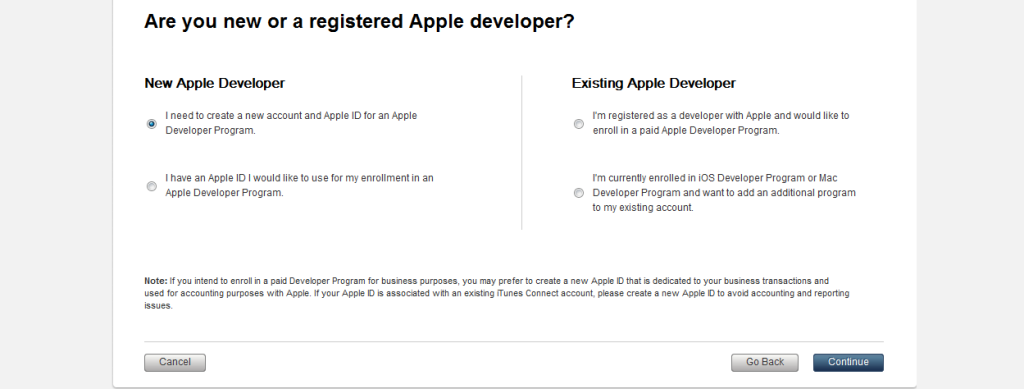 Are you new or a registered Apple developer?
New Apple Developer
I need to create a new account and Apple ID for an Apple
Developer Program.
I have an Apple ID I would like to use for my enrollment in an
Apple Developer Program.
Existing Apple Developer
I'm registered as a developer with Apple and would like to
enroll in a paid Apple Developer Program.
I'm currently enrolled in iOS Developer Program or Mac
Developer Program and want to add an additional program
to my existing account.
Note: If you intend to enroll in a paid Developer Program for business purposes, you may prefer to create a new Apple ID that is dedicated to your business transactions and
used for accounting purposes with Apple. If your Apple ID is associated with an existing iTunes Connect account, please create a new Apple ID to avoid accounting and reporting
issues.
Cancel
Go Back
Continue